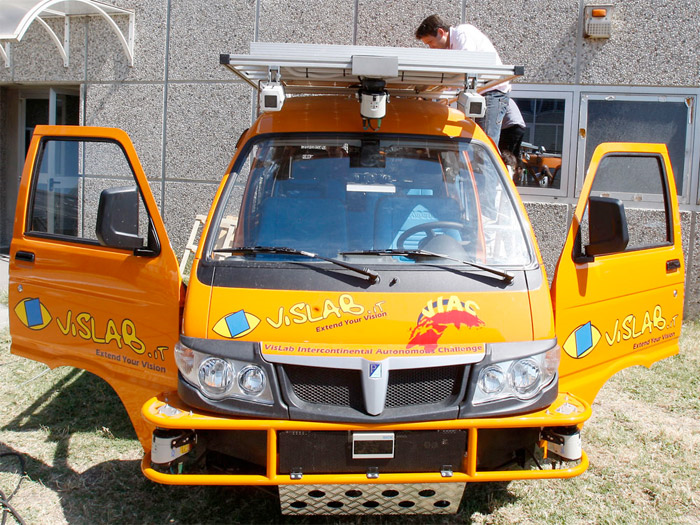 VISLAB.IT
Extend Your Vision
VISLAB.IT
Extend Your Vision
VIAC
VisLab Intercontinental Autonomous Challenge
VISLAB.IT
Extend Your Vision